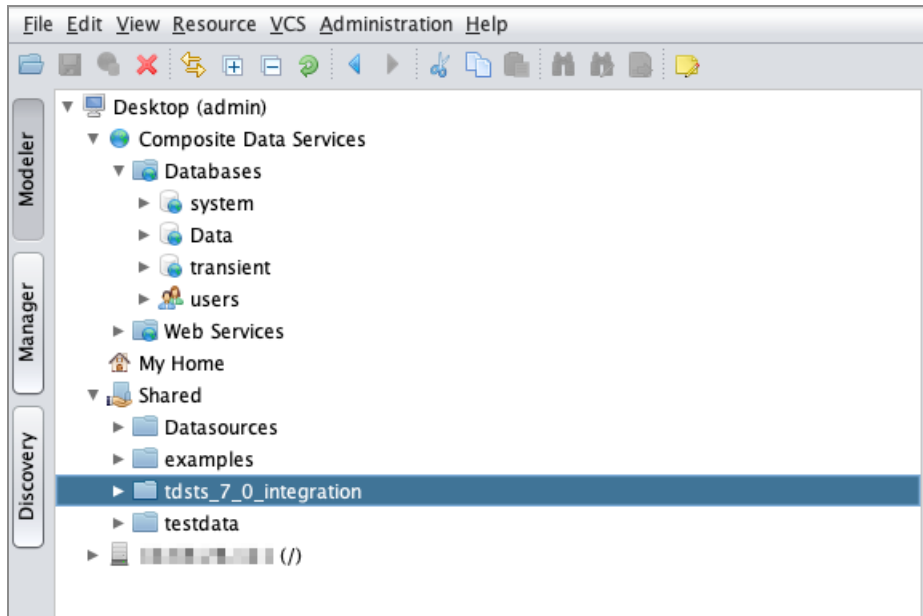 File Edit View Resource VCS Administration Help
Modeler
Manager
Discovery
Desktop (admin)
Composite Data Services
Databases
system
Data
transient
users
Web Services
My Home
Shared
Datasources
examples
tdsts_7_0_integration
testdata
(/)